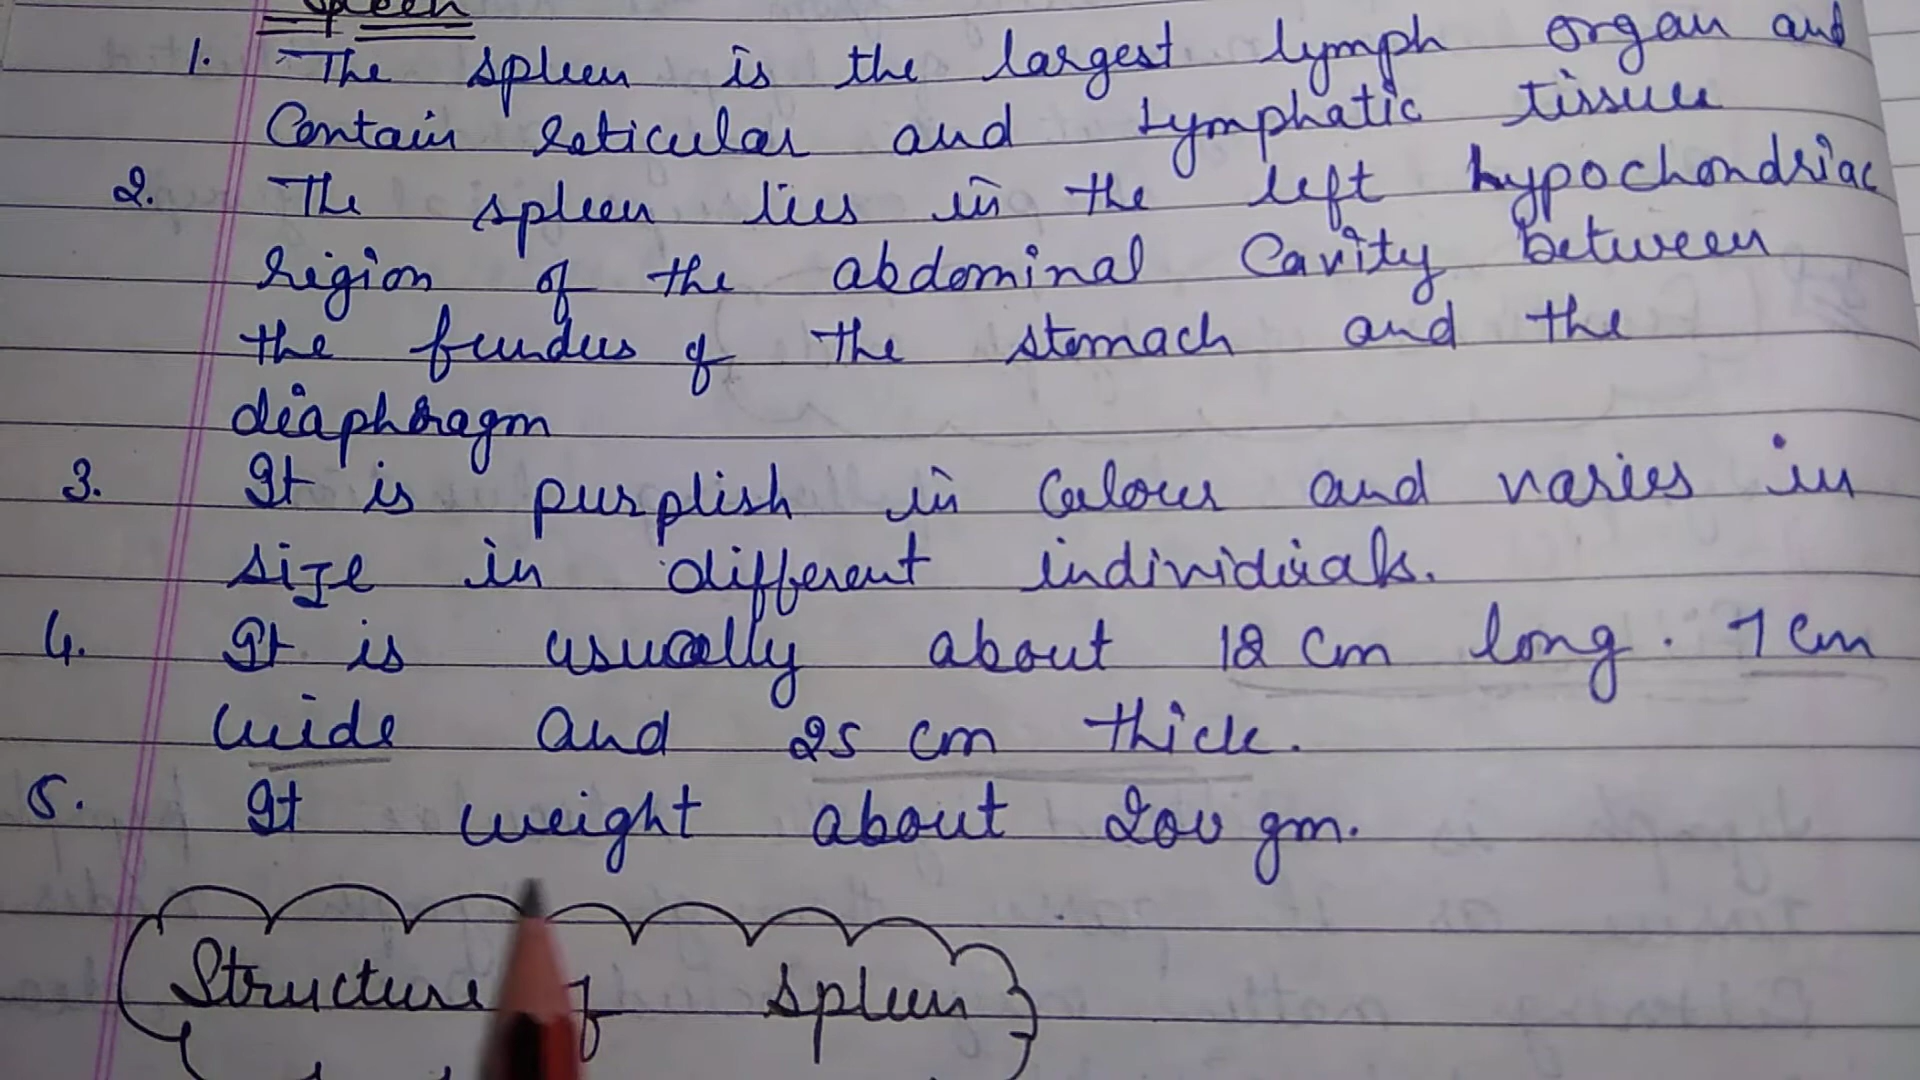 Spleen
1. The spleen is the largest lymph organ and
Contain reticular and lymphatic tissue
2. The spleen lies in the left hypochondriac
region of the abdominal Cavity between
the fundus of the stomach and the
diaphragm
3. It is purplish in Colour and varies in
size in different individuals.
4. It is usually about 12 cm long. 7 cm
wide and 25 cm thick.
5. It weight about 200 gm.
Structure of spleen